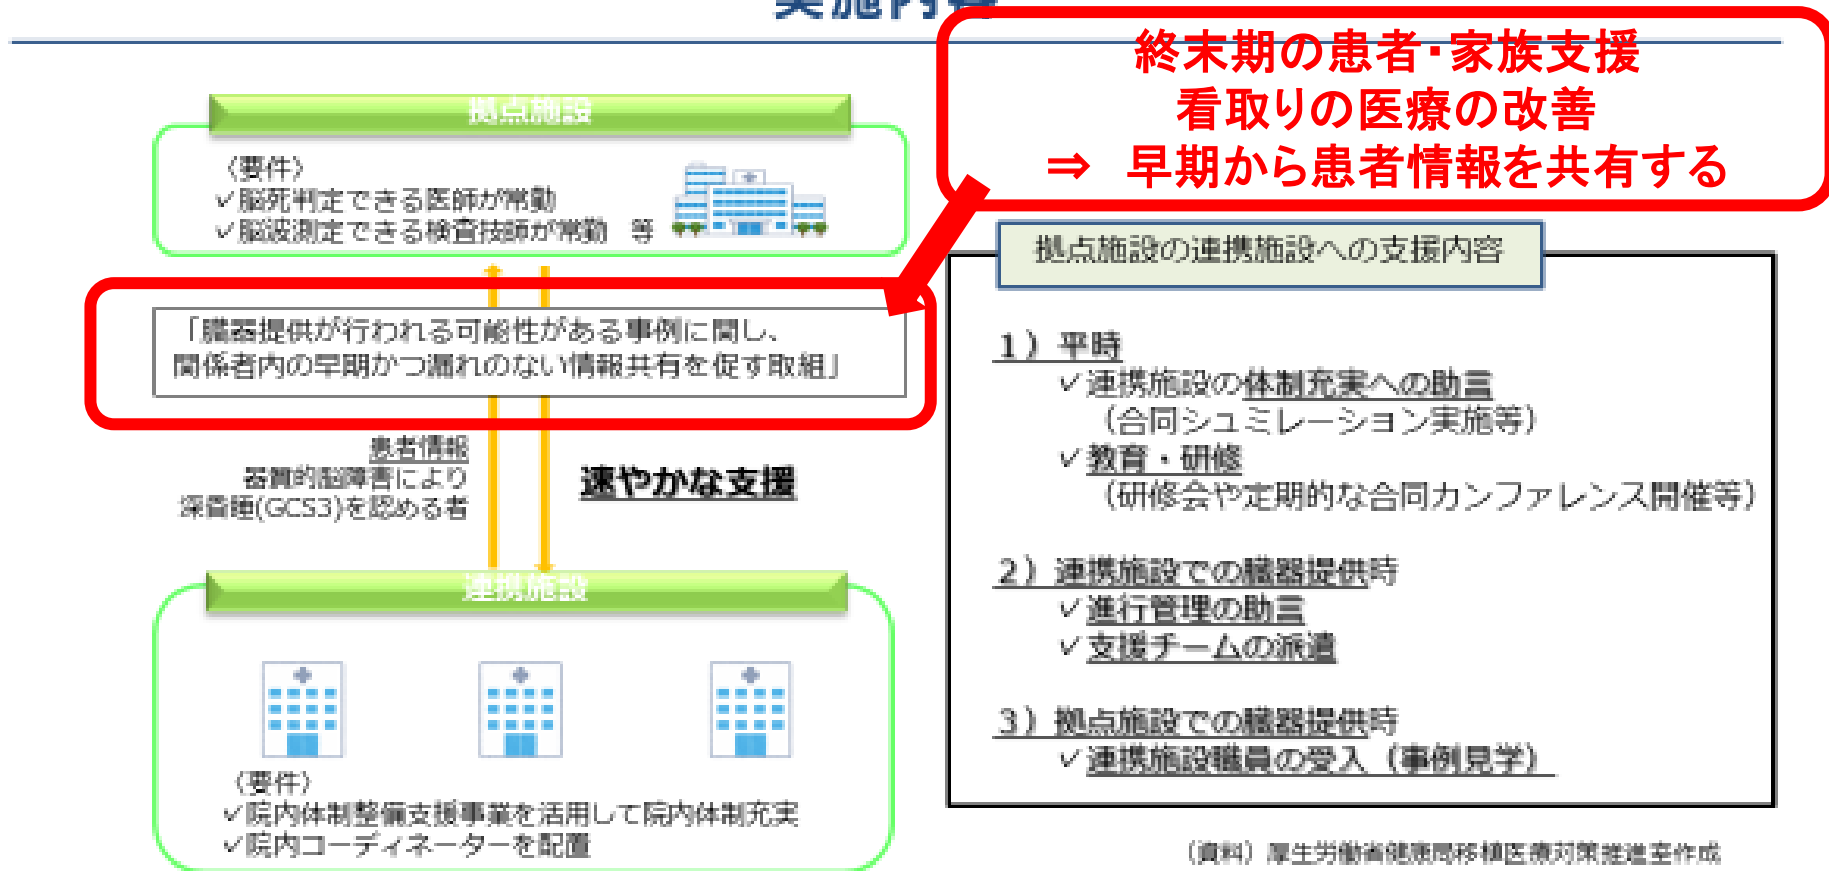 実施内容
終末期の患者・家族支援
看取りの医療の改善
⇒ 早期から患者情報を共有する
拠点施設
（要件）
✓脳死判定できる医師が常勤
✓脳波測定できる検査技師が常勤 等
「臓器提供が行われる可能性がある事例に関し、
関係者内の早期かつ漏れのない情報共有を促す取組」
患者情報
器質的脳障害により
深昏睡(GCS3)を認める者
速やかな支援
連携施設
（要件）
✓院内体制整備支援事業を活用して院内体制充実
✓院内コーディネーターを配置
拠点施設の連携施設への支援内容
1）平時
✓連携施設の体制充実への助言
（合同シュミレーション実施等）
✓教育・研修
（研修会や定期的な合同カンファレンス開催等）
2）連携施設での臓器提供時
✓進行管理の助言
✓支援チームの派遣
3）拠点施設での臓器提供時
✓連携施設職員の受入（事例見学）
（資料）厚生労働省健康局移植医療対策推進室作成